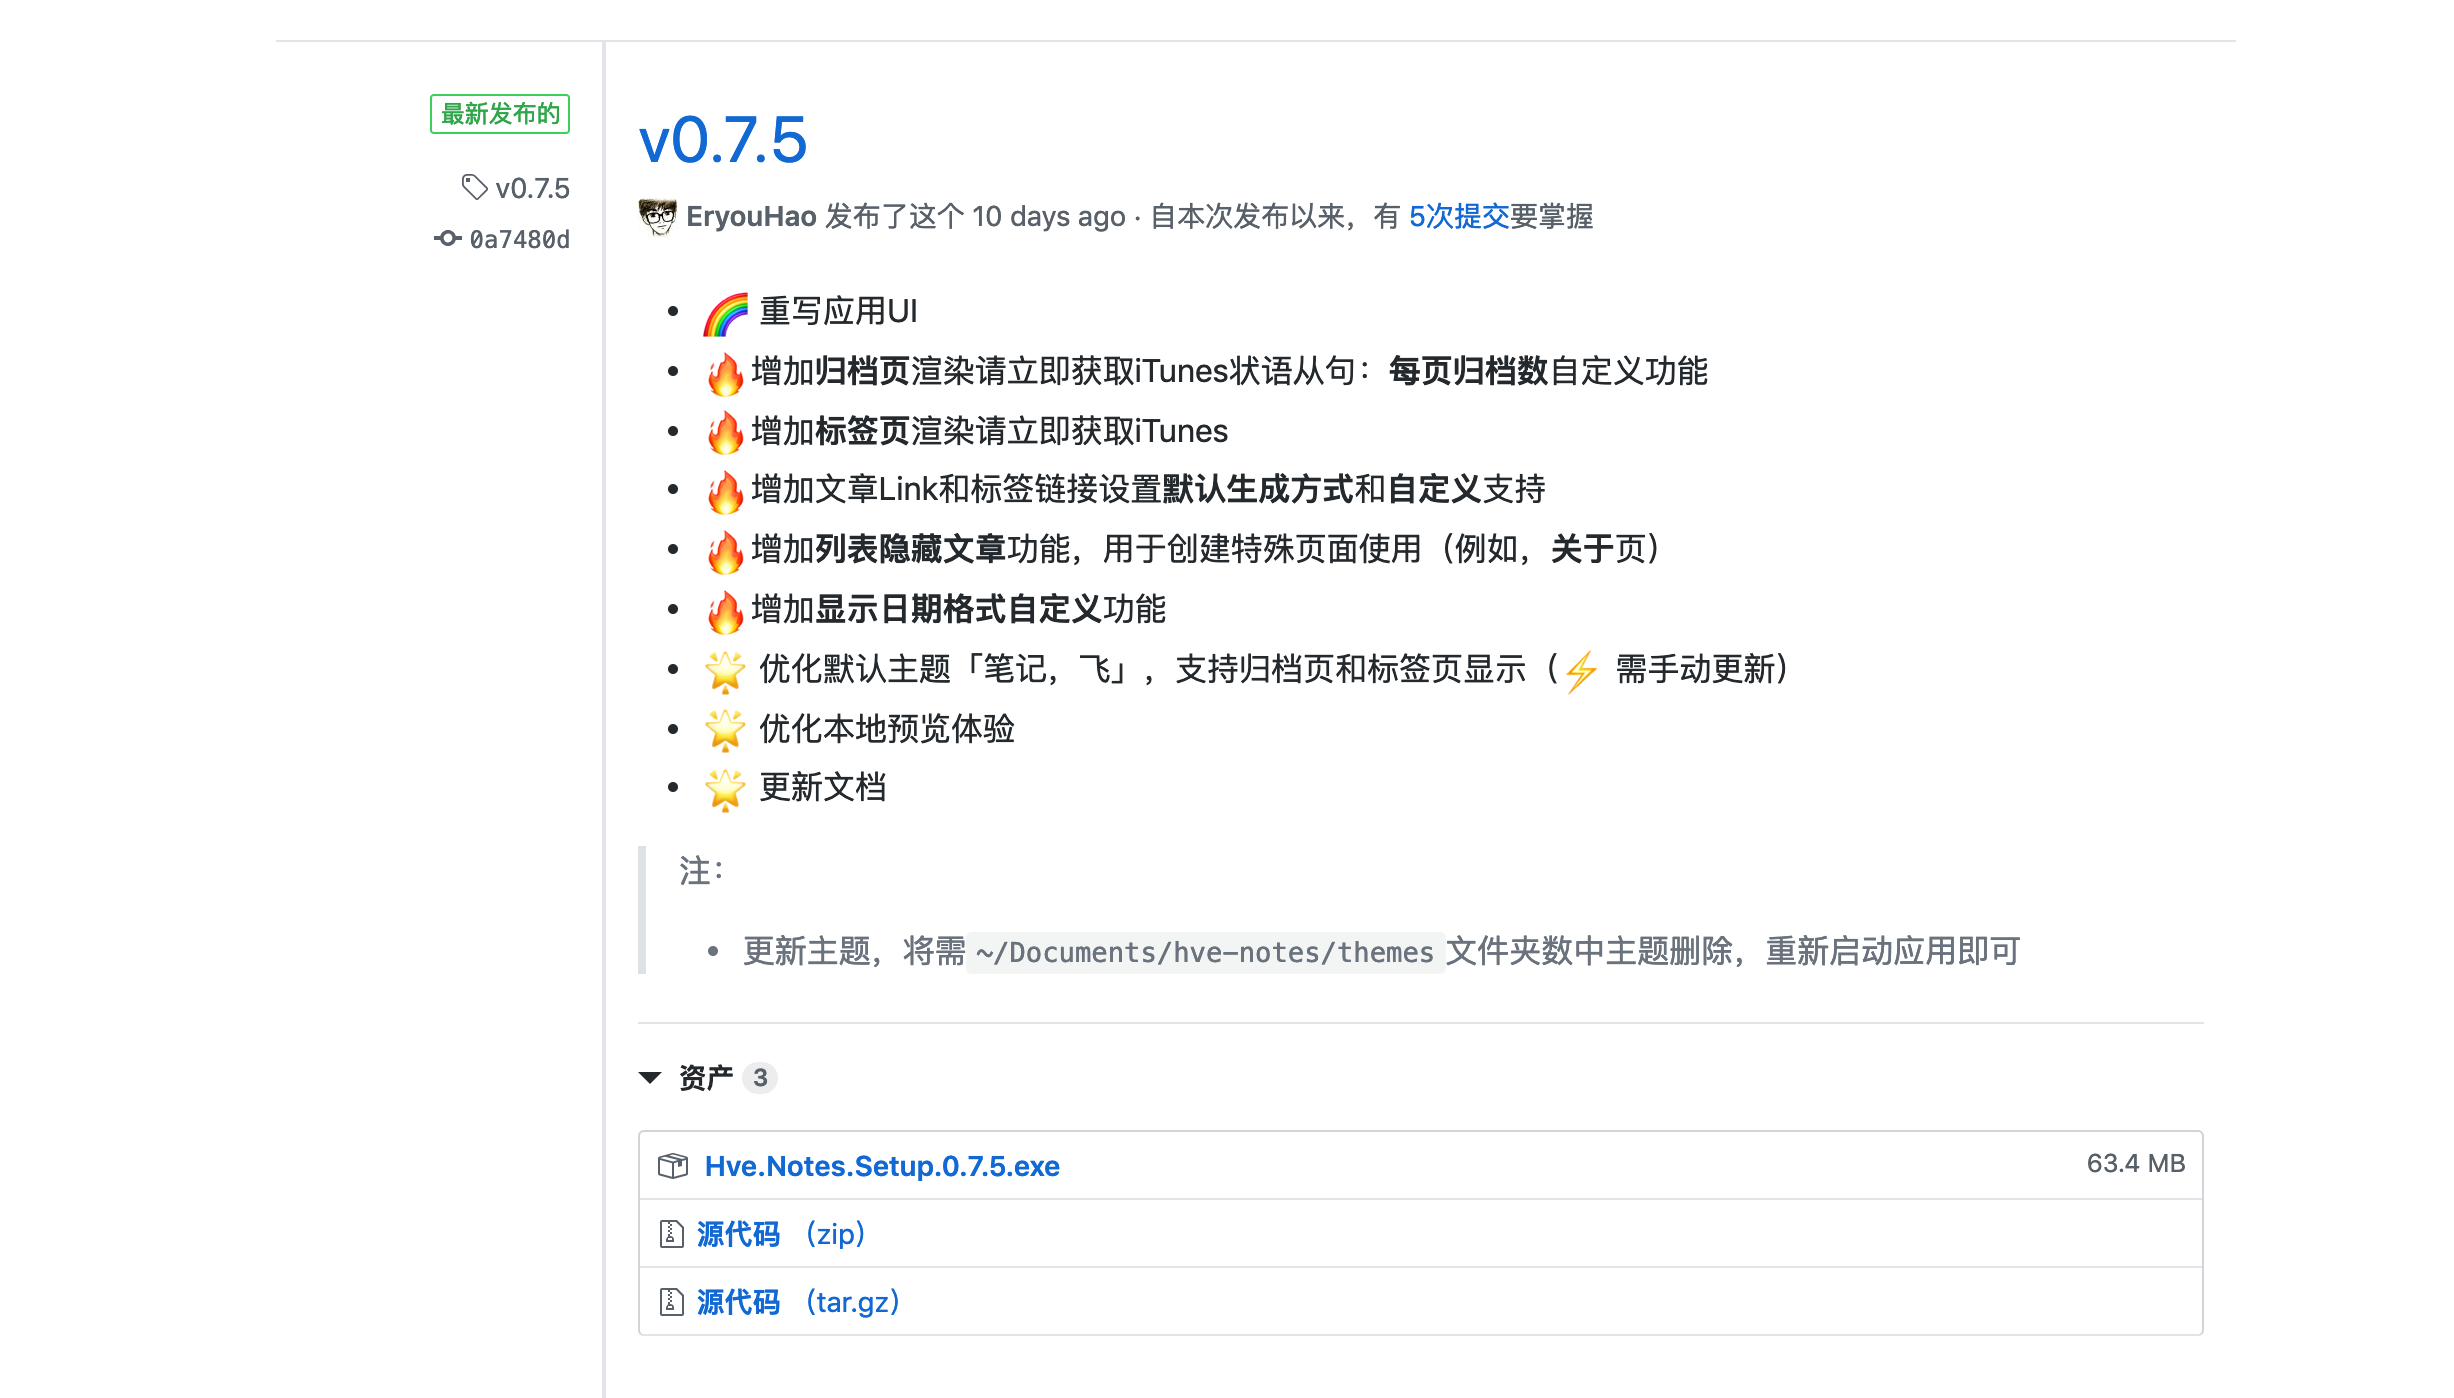 最新发布的
v0.7.5
0a7480d
v0.7.5
EryouHao 发布了这个 10 days ago · 自本次发布以来，有 5次提交要掌握
重写应用UI
增加归档页渲染请立即获取iTunes状语从句：每页归档数自定义功能
增加标签页渲染请立即获取iTunes
增加文章Link和标签链接设置默认生成方式和自定义支持
增加列表隐藏文章功能，用于创建特殊页面使用（例如，关于页）
增加显示日期格式自定义功能
优化默认主题「笔记，飞」，支持归档页和标签页显示（⚡ 需手动更新）
优化本地预览体验
更新文档
注：
更新主题，将需 ~/Documents/hve-notes/themes 文件夹数中主题删除，重新启动应用即可
资产 3
Hve.Notes.Setup.0.7.5.exe 63.4 MB
源代码 （zip）
源代码 （tar.gz）